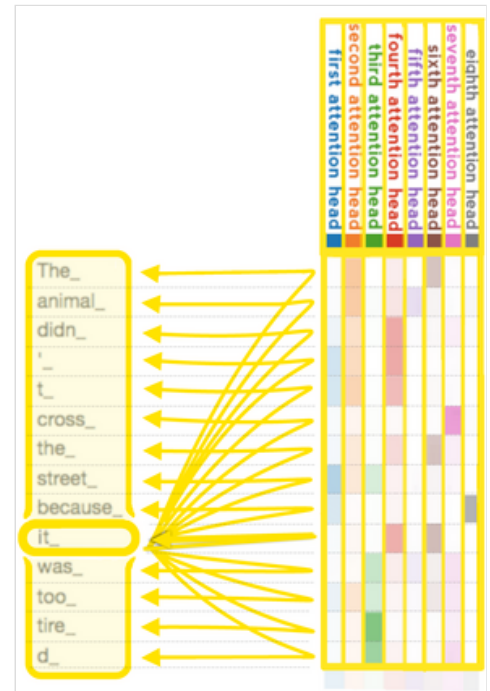 first attention head
second attention head
third attention head
fourth attention head
fifth attention head
sixth attention head
seventh attention head
eighth attention head
The_
animal_
didn_
'_
t_
cross_
the_
street_
because_
it_
was_
too_
tire_
d_